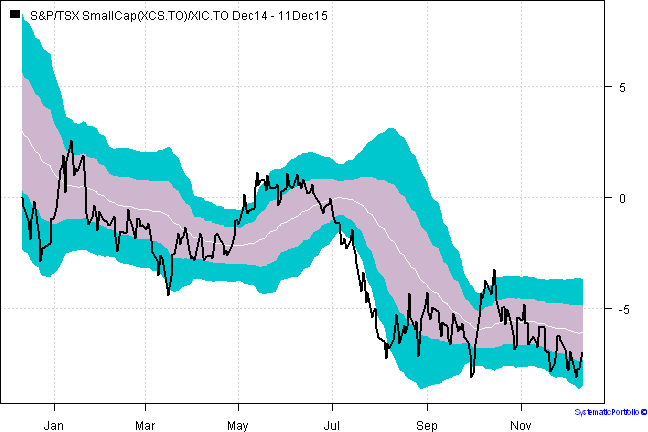 S&P/TSX SmallCap(XCS.TO)/XIC.TO Dec14 - 11Dec15
5
0
-5
Jan Mar May Jul Sep Nov
SystematicPortfolio ©